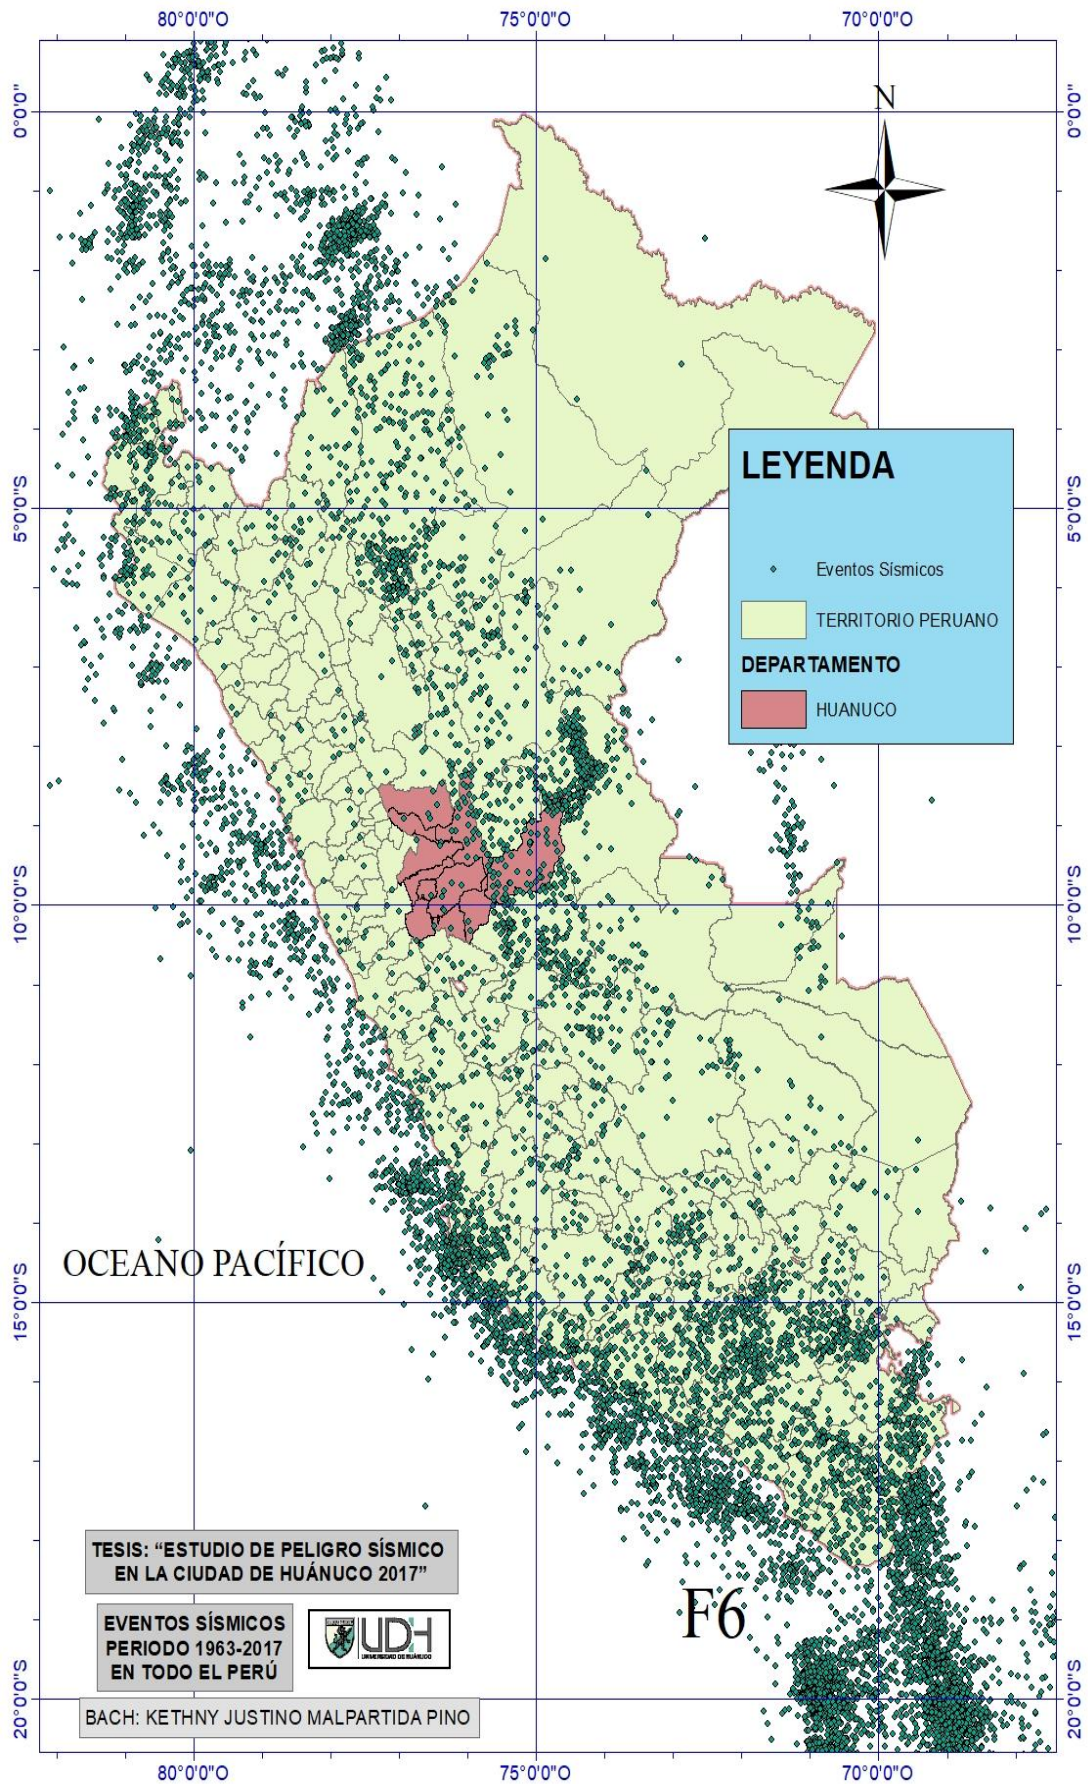 80°0'0"O 75°0'0"O 70°0'0"O
0°0'0" 0°0'0"
N
LEYENDA
5°0'0"S 5°0'0"S
Eventos Sísmicos
TERRITORIO PERUANO
DEPARTAMENTO
HUANUCO
10°0'0"S 10°0'0"S
OCEANO PACÍFICO
15°0'0"S 15°0'0"S
TESIS: “ESTUDIO DE PELIGRO SÍSMICO
EN LA CIUDAD DE HUÁNUCO 2017”
F6
EVENTOS SÍSMICOS
PERIODO 1963-2017
EN TODO EL PERÚ
UDH
UNIVERSIDAD DE HUÁNUCO
20°0'0"S 20°0'0"S
BACH: KETHNY JUSTINO MALPARTIDA PINO
80°0'0"O 75°0'0"O 70°0'0"O